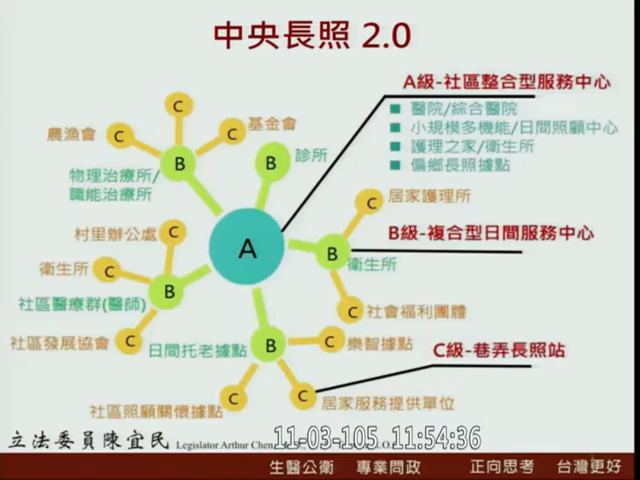 中央長照 2.0
A級-社區整合型服務中心
醫院/綜合醫院
小規模多機能/日間照顧中心
護理之家/衛生所
偏鄉長照據點
C
C
C
農漁會
基金會
B
物理治療所/
職能治療所
B
診所
A
C
居家護理所
B級-複合型日間服務中心
B
衛生所
C
社會福利團體
村里辦公處
C
衛生所
C
B
社區醫療群(醫師)
社區發展協會
C
日間托老據點
B
C
樂智據點
C級-巷弄長照站
C
社區照顧關懷據點
C
居家服務提供單位
立法委員陳宜民
Legislator Arthur Chen
11-03-105 11:54:36
生醫公衛 專業問政 正向思考 台灣更好